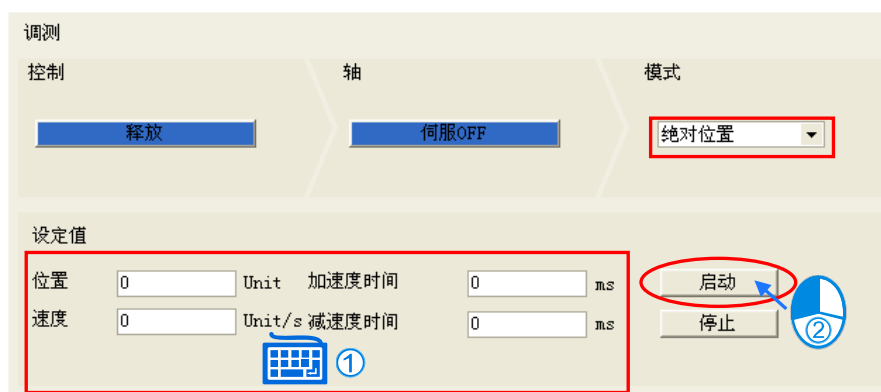 调测
控制 轴 模式
释放 伺服OFF 绝对位置
设定值
位置 0 Unit 加速度时间 0 ms 启动
速度 0 Unit/s 减速度时间 0 ms 停止
① ②